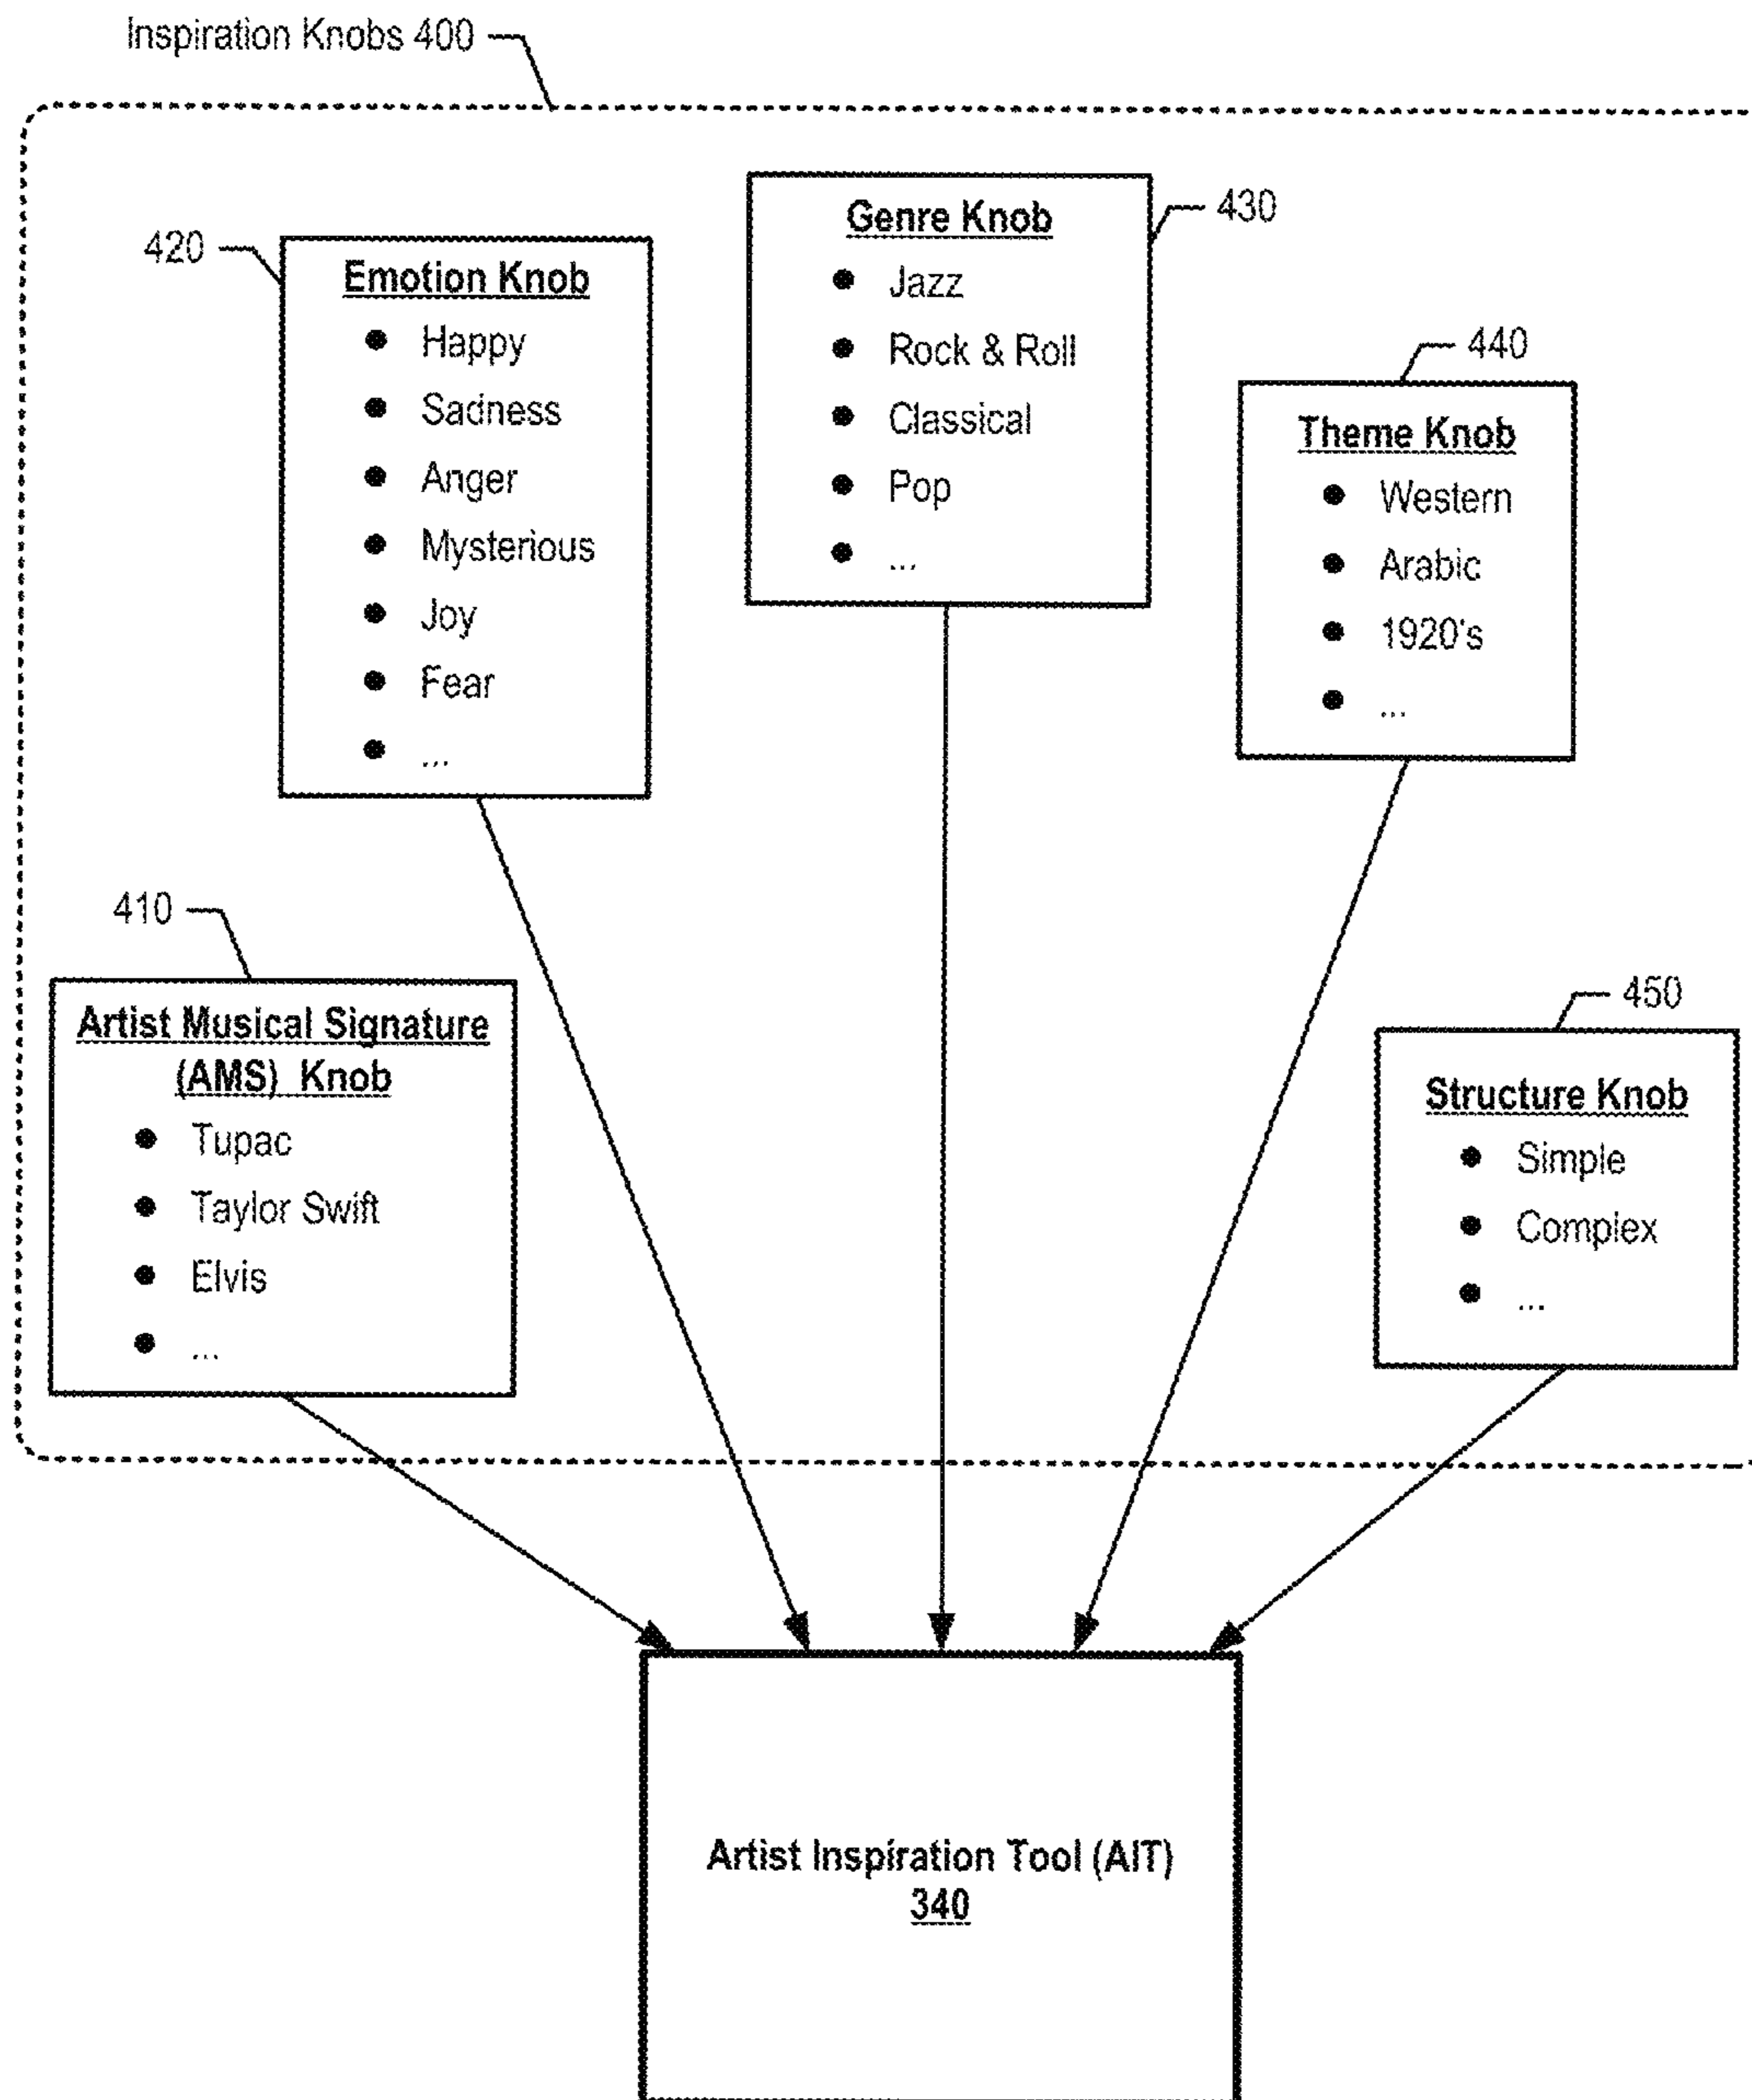 Inspiration Knobs 400
420
Emotion Knob
● Happy
● Sadness
● Anger
● Mysterious
● Joy
● Fear
● ...
430
Genre Knob
● Jazz
● Rock & Roll
● Classical
● Pop
● ...
440
Theme Knob
● Western
● Arabic
● 1920's
● ...
410
Artist Musical Signature
(AMS) Knob
● Tupac
● Taylor Swift
● Elvis
● ...
450
Structure Knob
● Simple
● Complex
● ...
Artist Inspiration Tool (AIT)
340